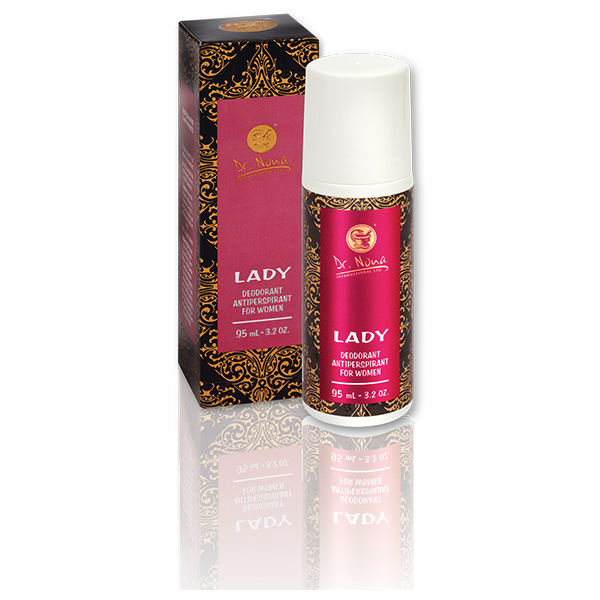 Dr. Nona
LADY
DEODORANT
ANTIPERSPIRANT
FOR WOMEN
95 mL - 3.2 OZ.
Dr. Nona
INTERNATIONAL LTD.
LADY
DEODORANT
ANTIPERSPIRANT
FOR WOMEN
95 mL - 3.2 OZ.